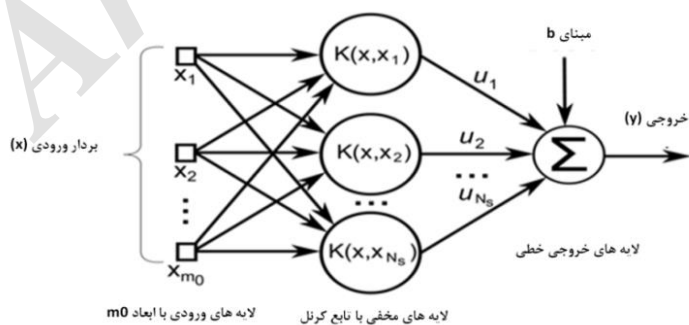 مبنای b
x1
K(x,x1)
u1
خروجی (y)
بردار ورودی (x)
x2
K(x,x2)
u2
Σ
...
...
...
uNs
xm0
K(x,xNs)
لایه های خروجی خطی
لایه های ورودی با ابعاد m0
لایه های مخفی با تابع کرنل